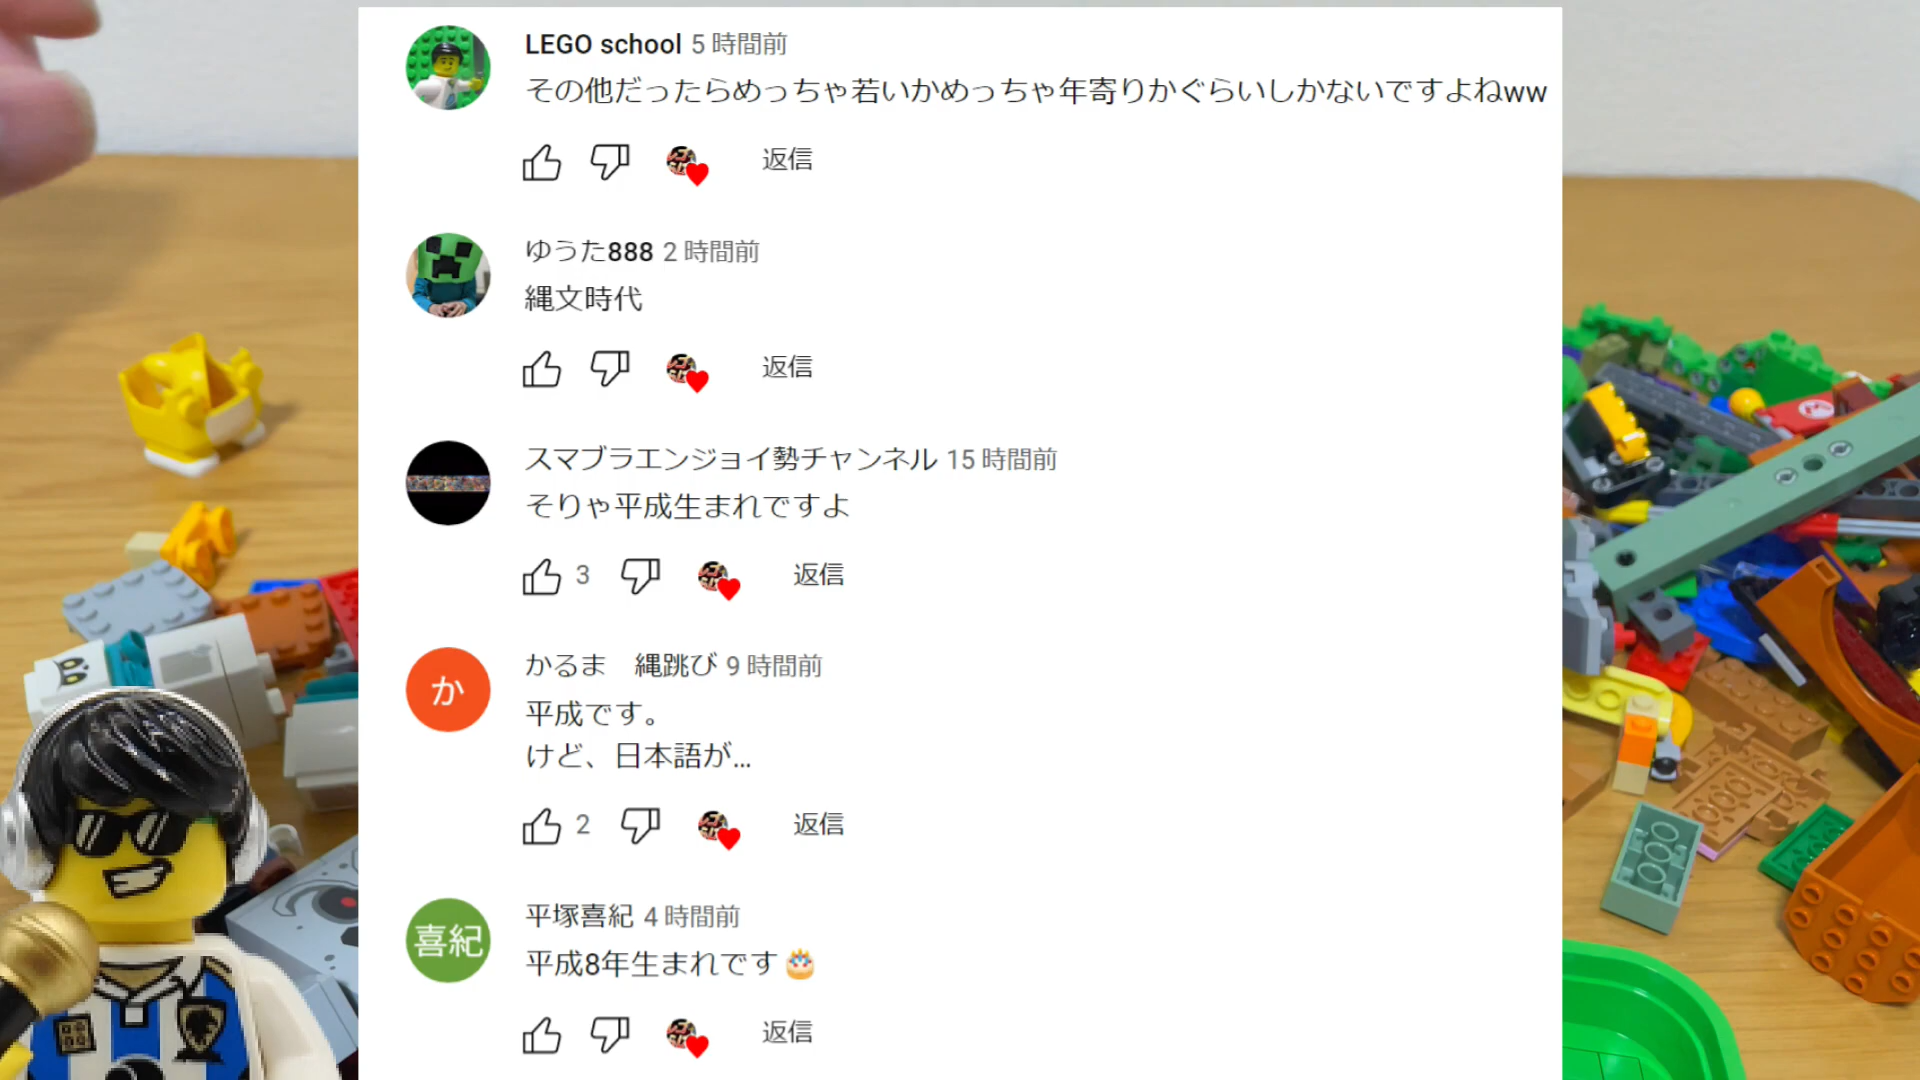 LEGO school 5 時間前
その他だったらめっちゃ若いかめっちゃ年寄りかぐらいしかないですよねww
返信
ゆうた888 2 時間前
縄文時代
返信
スマブラエンジョイ勢チャンネル 15 時間前
そりゃ平成生まれですよ
3 返信
か
かるま　縄跳び 9 時間前
平成です。
けど、日本語が...
2 返信
喜紀
平塚喜紀 4 時間前
平成8年生まれです🎂
返信